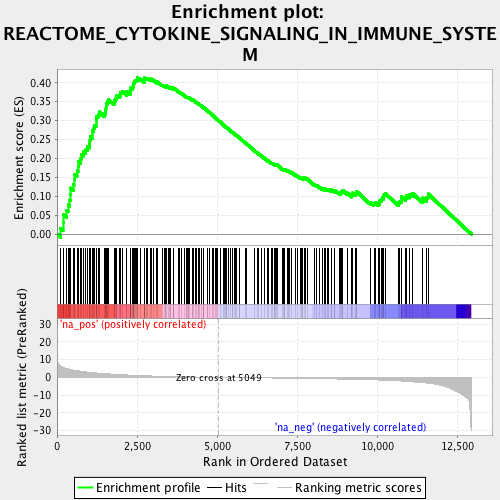 Enrichment plot:
REACTOME_CYTOKINE_SIGNALING_IN_IMMUNE_SYSTE
M
Enrichment score (ES)
0.40
0.35
0.30
0.25
0.20
0.15
0.10
0.05
0.00
'na_pos' (positively correlated)
Ranked list metric (PreRanked)
30
20
10
0
-10
-20
-30
Zero cross at 5049
'na_neg' (negatively correlated)
0
2,500
5,000
7,500
10,000
12,500
Rank in Ordered Dataset
Enrichment profile
Hits
Ranking metric scores